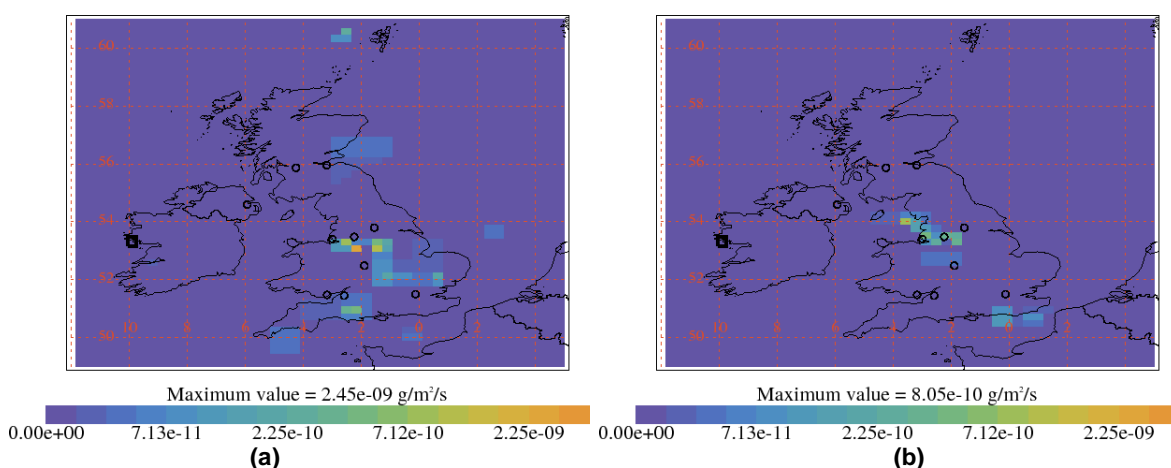 60 60
58 58
56 56
54 54
52 52
50 50
10 8 6 4 2 0 2 10 8 6 4 2 0 2
Maximum value = 2.45e-09 g/m²/s
0.00e+00 7.13e-11 2.25e-10 7.12e-10 2.25e-09
(a)
Maximum value = 8.05e-10 g/m²/s
0.00e+00 7.13e-11 2.25e-10 7.12e-10 2.25e-09
(b)